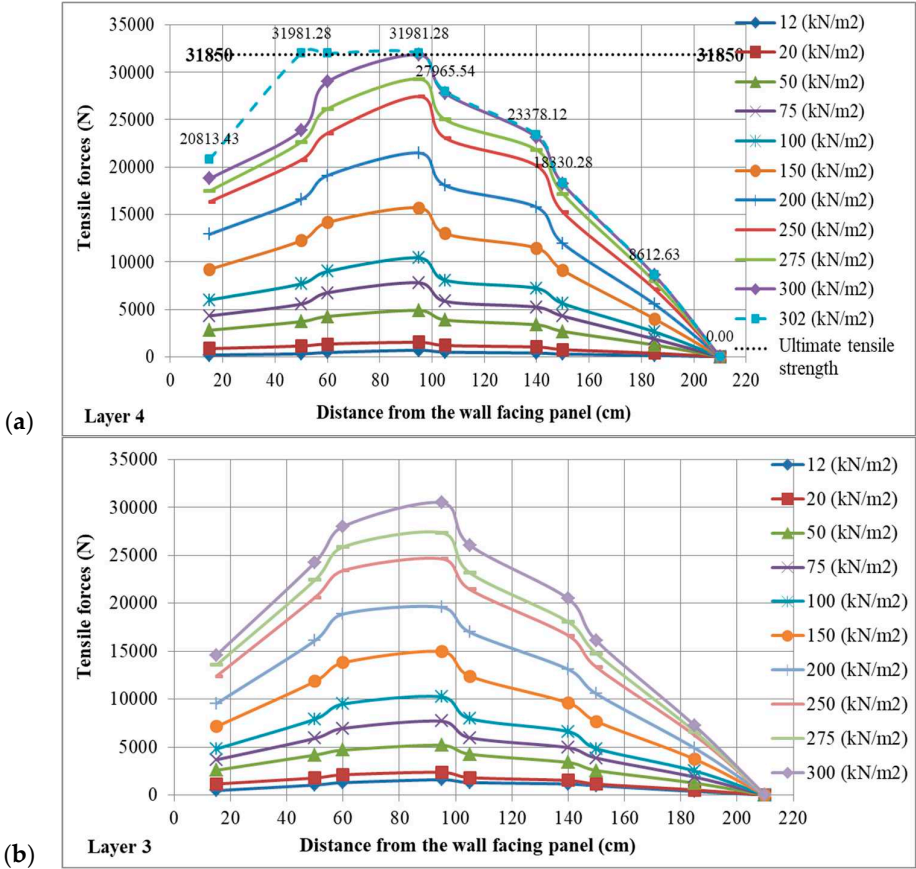 35000
30000
25000
20000
15000
10000
5000
0
Tensile forces (N)
31981.28
31981.28
31850
31850
27965.54
20813.43
23378.12
18330.28
8612.63
0.00
0 20 40 60 80 100 120 140 160 180 200 220
Distance from the wall facing panel (cm)
Layer 4
12 (kN/m2)
20 (kN/m2)
50 (kN/m2)
75 (kN/m2)
100 (kN/m2)
150 (kN/m2)
200 (kN/m2)
250 (kN/m2)
275 (kN/m2)
300 (kN/m2)
302 (kN/m2)
Ultimate tensile
strength
(a)
35000
30000
25000
20000
15000
10000
5000
0
Tensile forces (N)
0 20 40 60 80 100 120 140 160 180 200 220
Distance from the wall facing panel (cm)
Layer 3
12 (kN/m2)
20 (kN/m2)
50 (kN/m2)
75 (kN/m2)
100 (kN/m2)
150 (kN/m2)
200 (kN/m2)
250 (kN/m2)
275 (kN/m2)
300 (kN/m2)
(b)